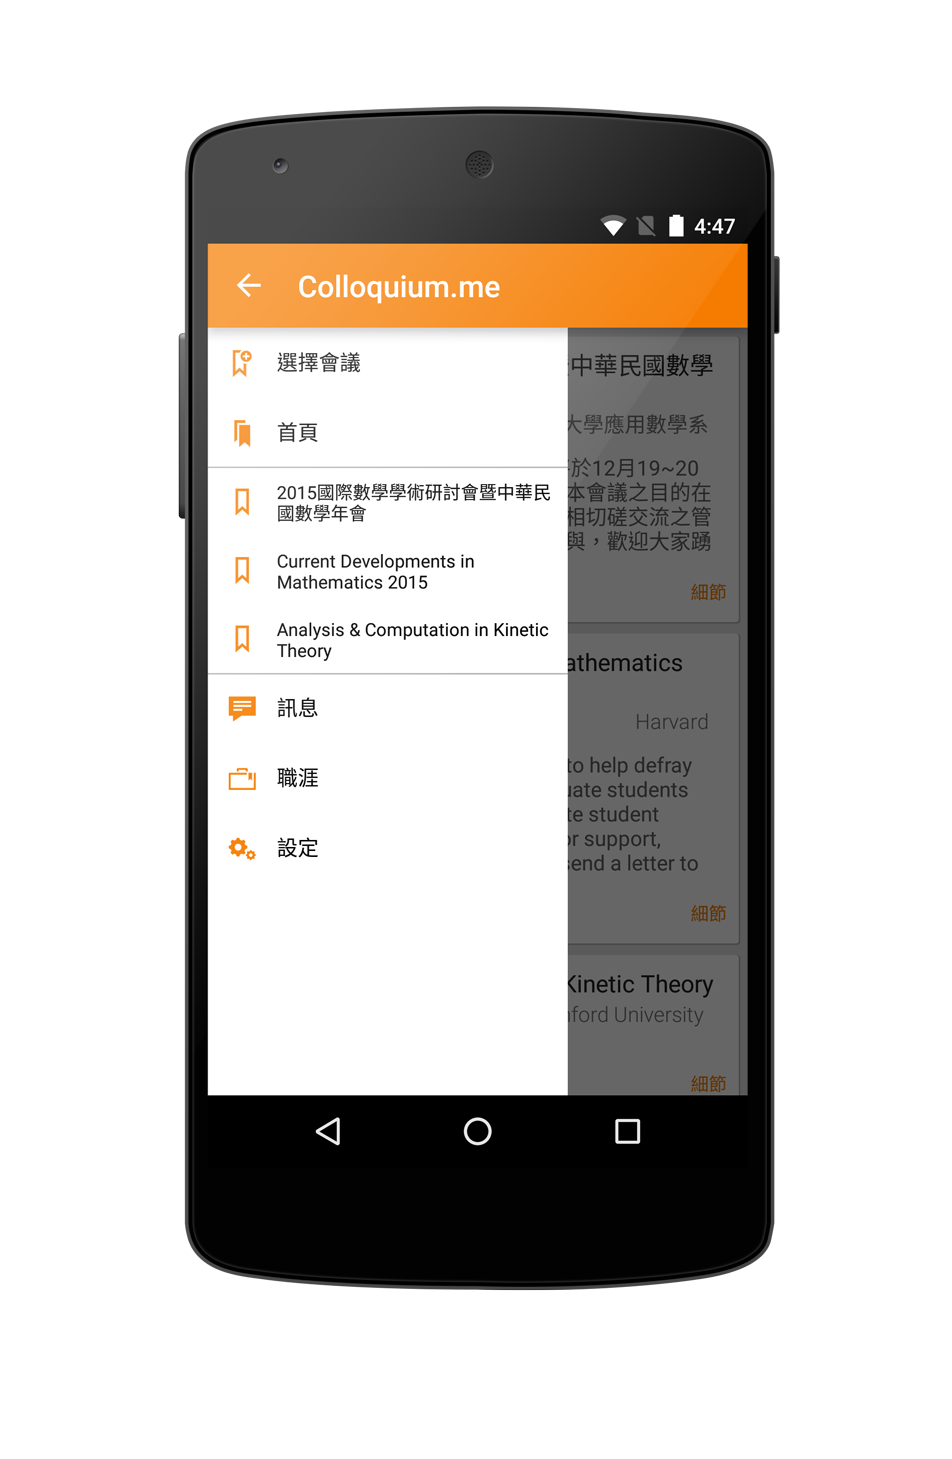 4:47
Colloquium.me
選擇會議
首頁
2015國際數學學術研討會暨中華民
國數學年會
Current Developments in
Mathematics 2015
Analysis & Computation in Kinetic
Theory
訊息
職涯
設定
中華民國數學
大學應用數學系
於12月19~20
本會議之目的在
相切磋交流之管
與，歡迎大家踴
細節
athematics
Harvard
to help defray
uate students
te student
or support,
send a letter to
細節
Kinetic Theory
nford University
細節